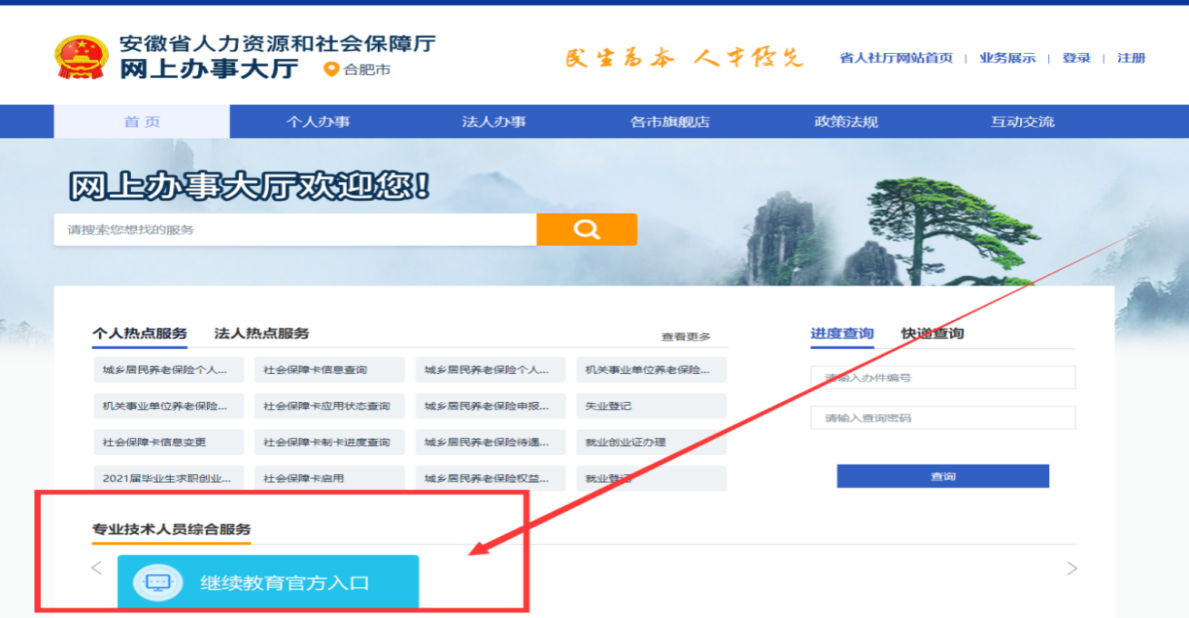 安徽省人力资源和社会保障厅
网上办事大厅 合肥市
民生为本 人才优先
省人社厅网站首页 | 业务展示 | 登录 | 注册
首页 个人办事 法人办事 各市旗舰店 政策法规 互动交流
网上办事大厅欢迎您!
请搜索您想找的服务
个人热点服务 法人热点服务 查看更多 进度查询 快递查询
城乡居民养老保险个人... 社会保障卡信息查询 城乡居民养老保险个人... 机关事业单位养老保险...
请输入办件编号
机关事业单位养老保险... 社会保障卡应用状态查询 城乡居民养老保险申报... 失业登记
请输入查询密码
社会保障卡信息变更 社会保障卡制卡进度查询 城乡居民养老保险待遇... 就业创业证办理
2021届毕业生求职创业... 社会保障卡启用 城乡居民养老保险权益... 就业登记
查询
专业技术人员综合服务
继续教育官方入口